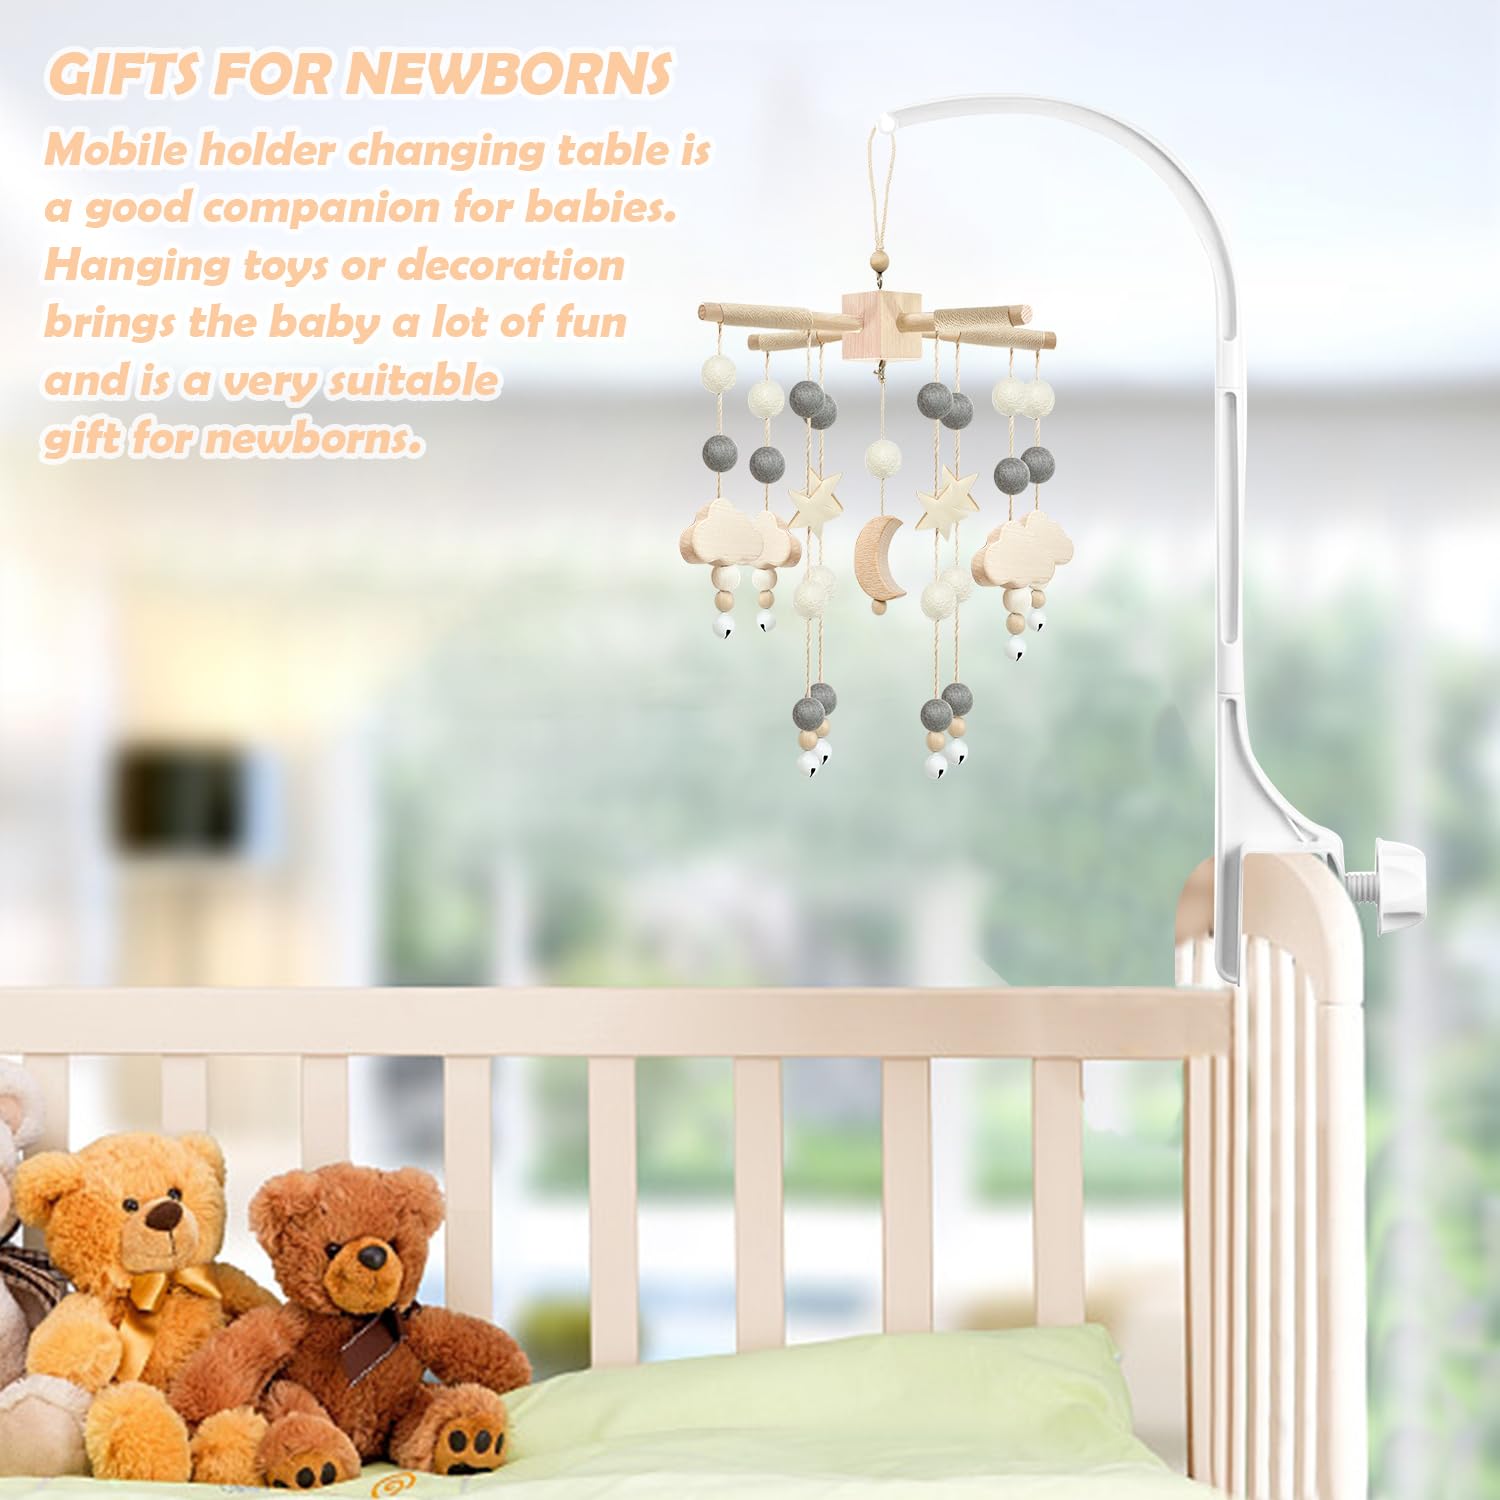 GIFTS FOR NEWBORNS
Mobile holder changing table is
a good companion for babies.
Hanging toys or decoration
brings the baby a lot of fun
and is a very suitable
gift for newborns.